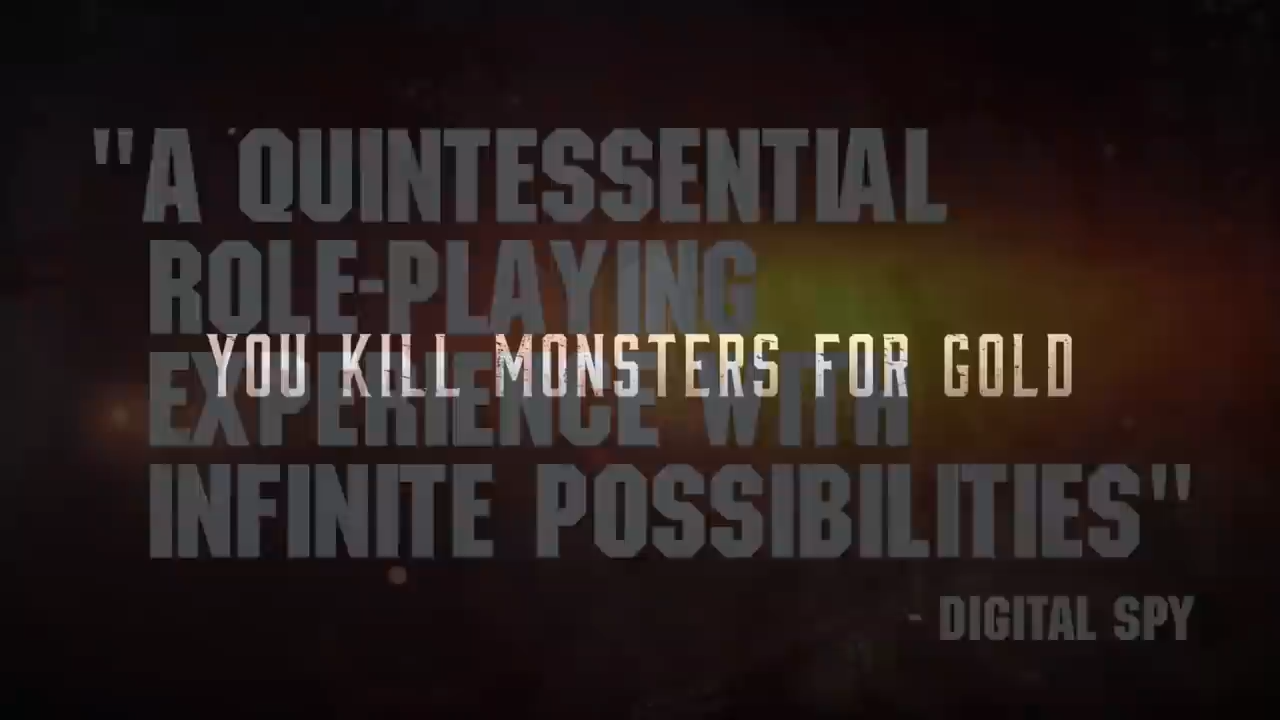 "A QUINTESSENTIAL
ROLE-PLAYING
YOU KILL MONSTERS FOR GOLD
EXPERIENCE WITH
INFINITE POSSIBILITIES"
- DIGITAL SPY